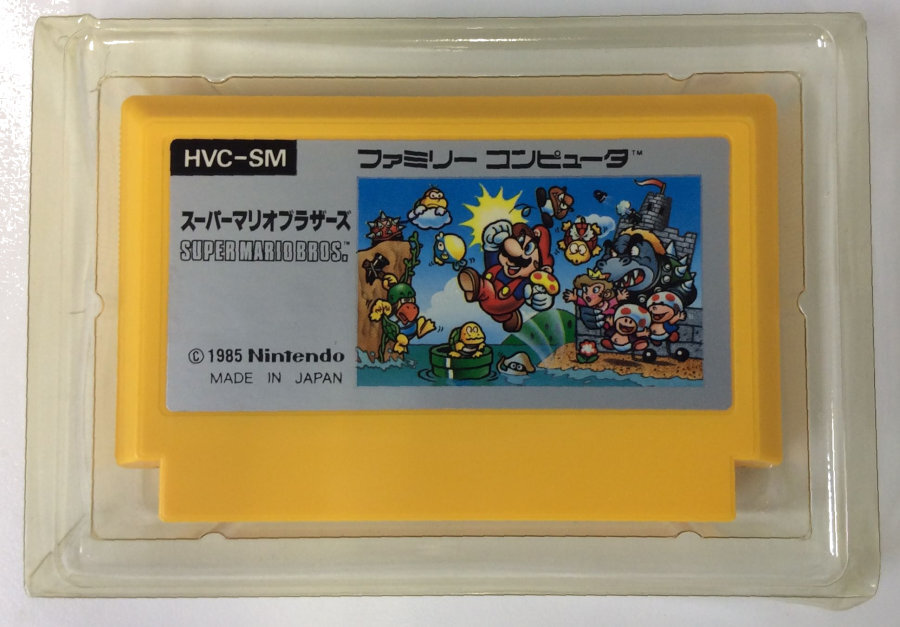 HVC-SM
ファミリー コンピュータ™
スーパーマリオブラザーズ
SUPER MARIO BROS.™
© 1985 Nintendo
MADE IN JAPAN